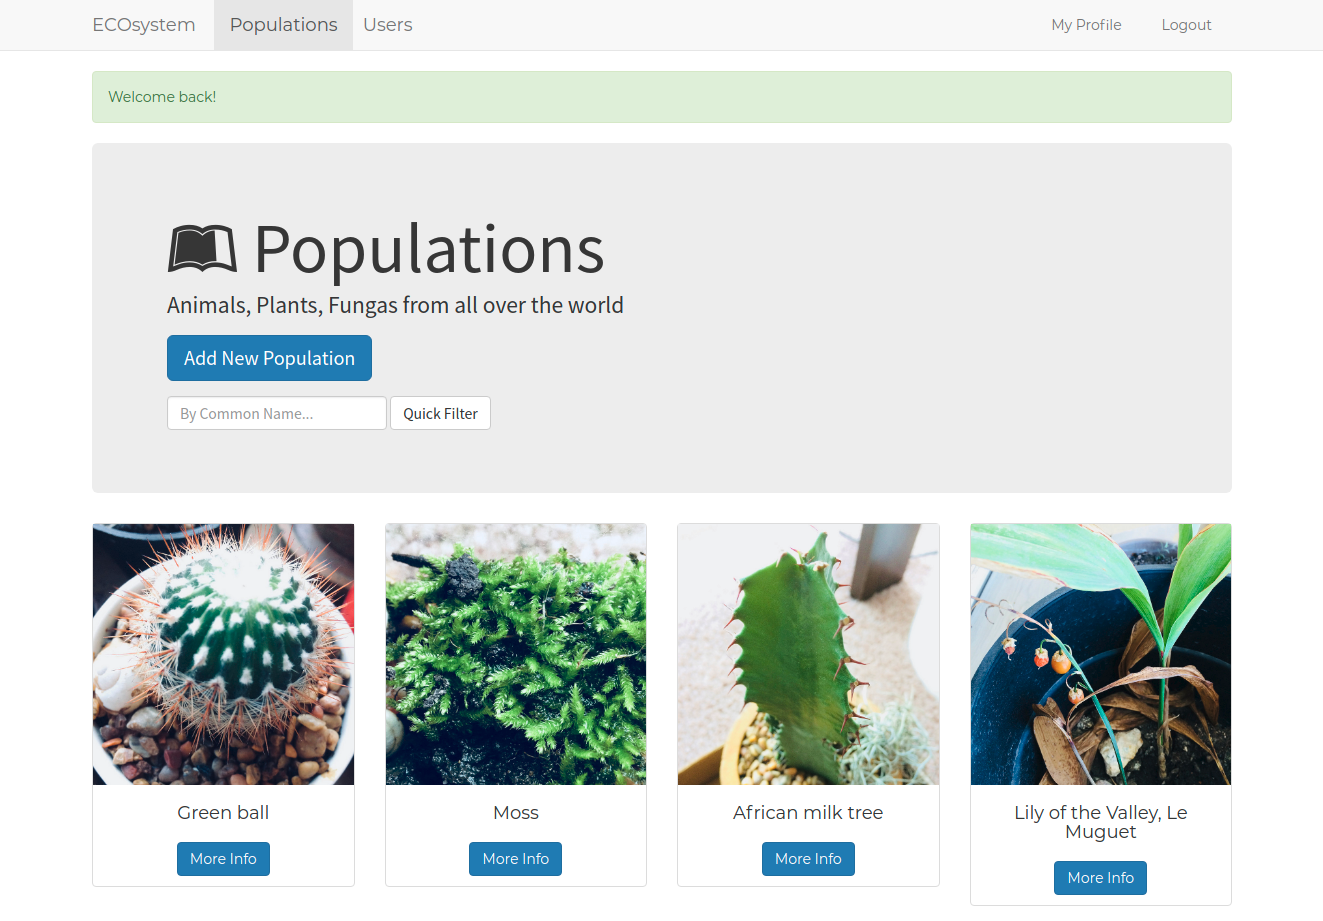 ECOsystem Populations Users My Profile Logout
Welcome back!
Populations
Animals, Plants, Fungas from all over the world
Add New Population
By Common Name... Quick Filter
Green ball
More Info
Moss
More Info
African milk tree
More Info
Lily of the Valley, Le
Muguet
More Info